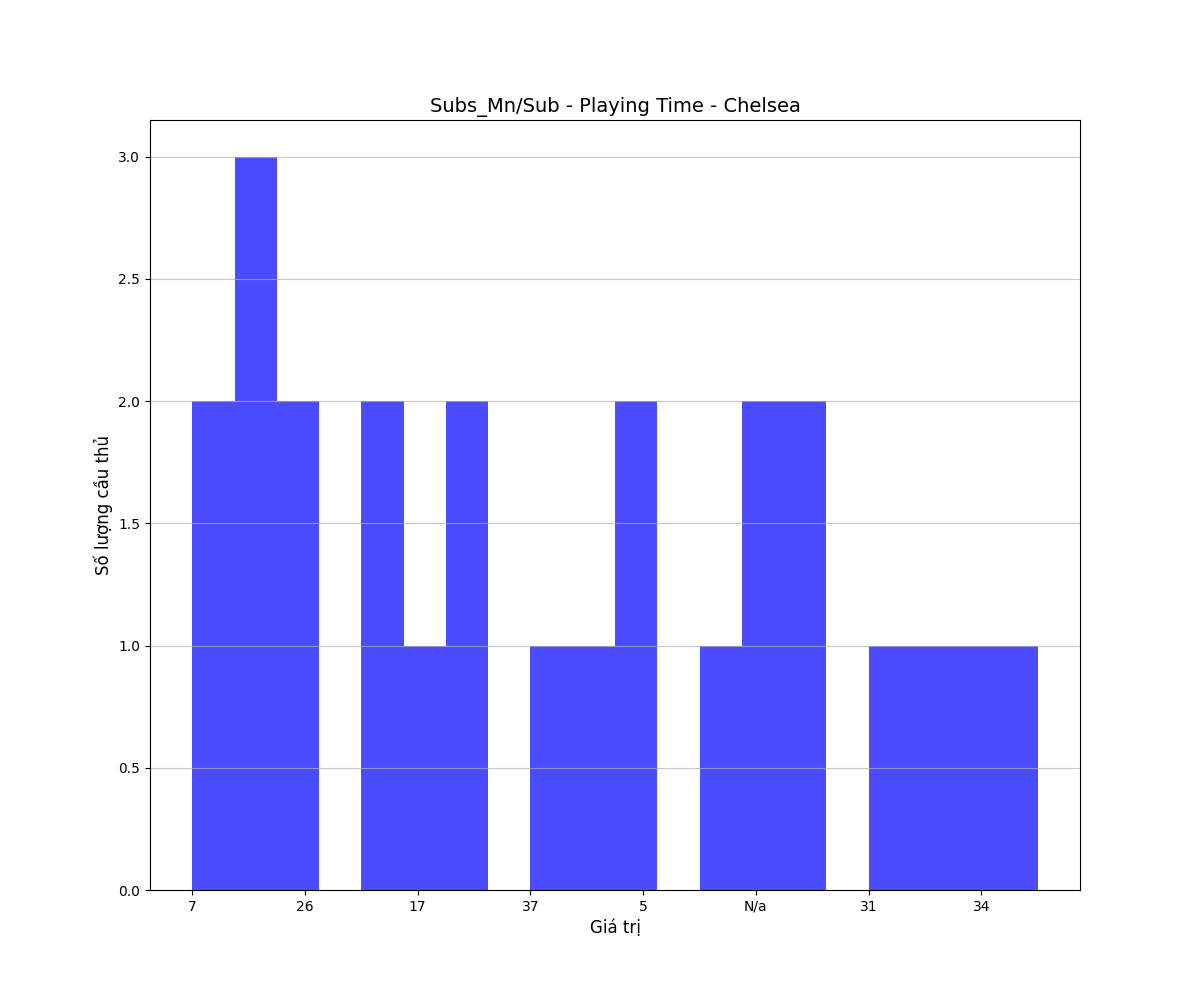 Subs_Mn/Sub - Playing Time - Chelsea
Số lượng cầu thủ
3.0
2.5
2.0
1.5
1.0
0.5
0.0
7 26 17 37 5 N/a 31 34
Giá trị